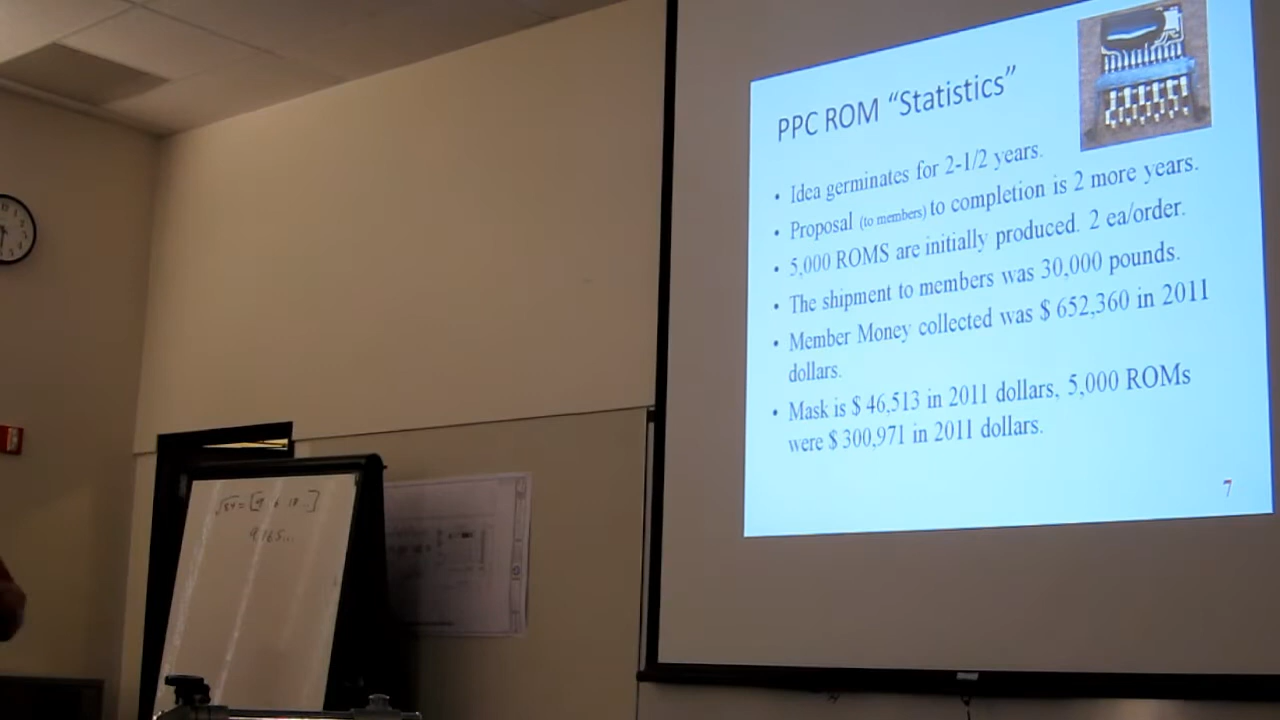 PPC ROM “Statistics”
• Idea germinates for 2-1/2 years.
• Proposal (to members) to completion is 2 more years.
• 5,000 ROMS are initially produced. 2 ea/order.
• The shipment to members was 30,000 pounds.
• Member Money collected was $ 652,360 in 2011
dollars.
• Mask is $ 46,513 in 2011 dollars, 5,000 ROMs
were $ 300,971 in 2011 dollars.
7
√84 = [9